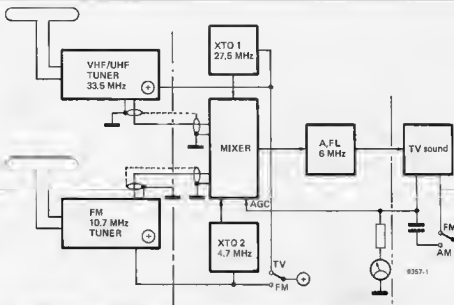 XTO 1
27,5 MHz
VHF/UHF
TUNER
33.5 MHz
+
MIXER
A,FL
6 MHz
TV sound
FM
10.7 MHz
TUNER
+
AGC
XTO 2
4.7 MHz
TV
FM
+
FM
AM
9357-1